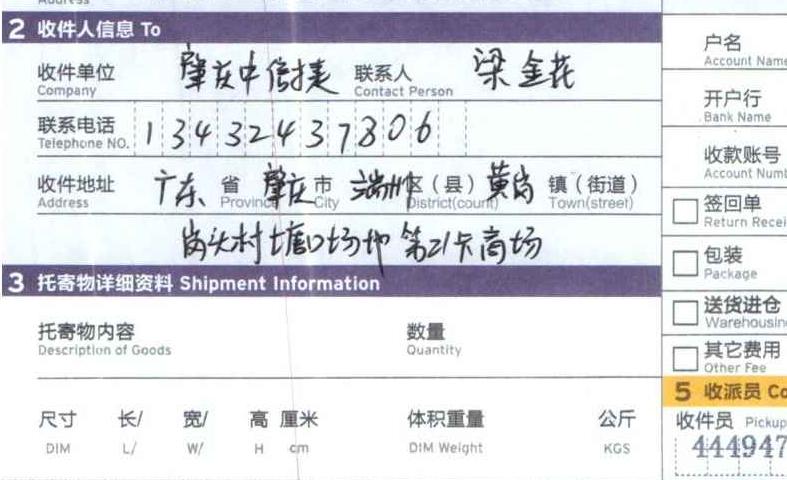 2 收件人信息 To
收件单位 肇庆中信捷 联系人 梁金花
Company Contact Person
联系电话 13432437806
Telephone NO.
收件地址 广东 省 肇庆 市 端州 区（县） 黄岗 镇（街道）
Address Province City District(count) Town(street)
岗头村塘口场地第21卡商场
3 托寄物详细资料 Shipment Information
托寄物内容 数量
Description of Goods Quantity
尺寸 长/ 宽/ 高 厘米 体积重量 公斤
DIM L/ W/ H cm DIM Weight KGS
户名
Account Name
开户行
Bank Name
收款账号
Account Numb
签回单
Return Recei
包装
Package
送货进仓
Warehousin
其它费用
Other Fee
5 收派员 Co
收件员 Pickup
444947